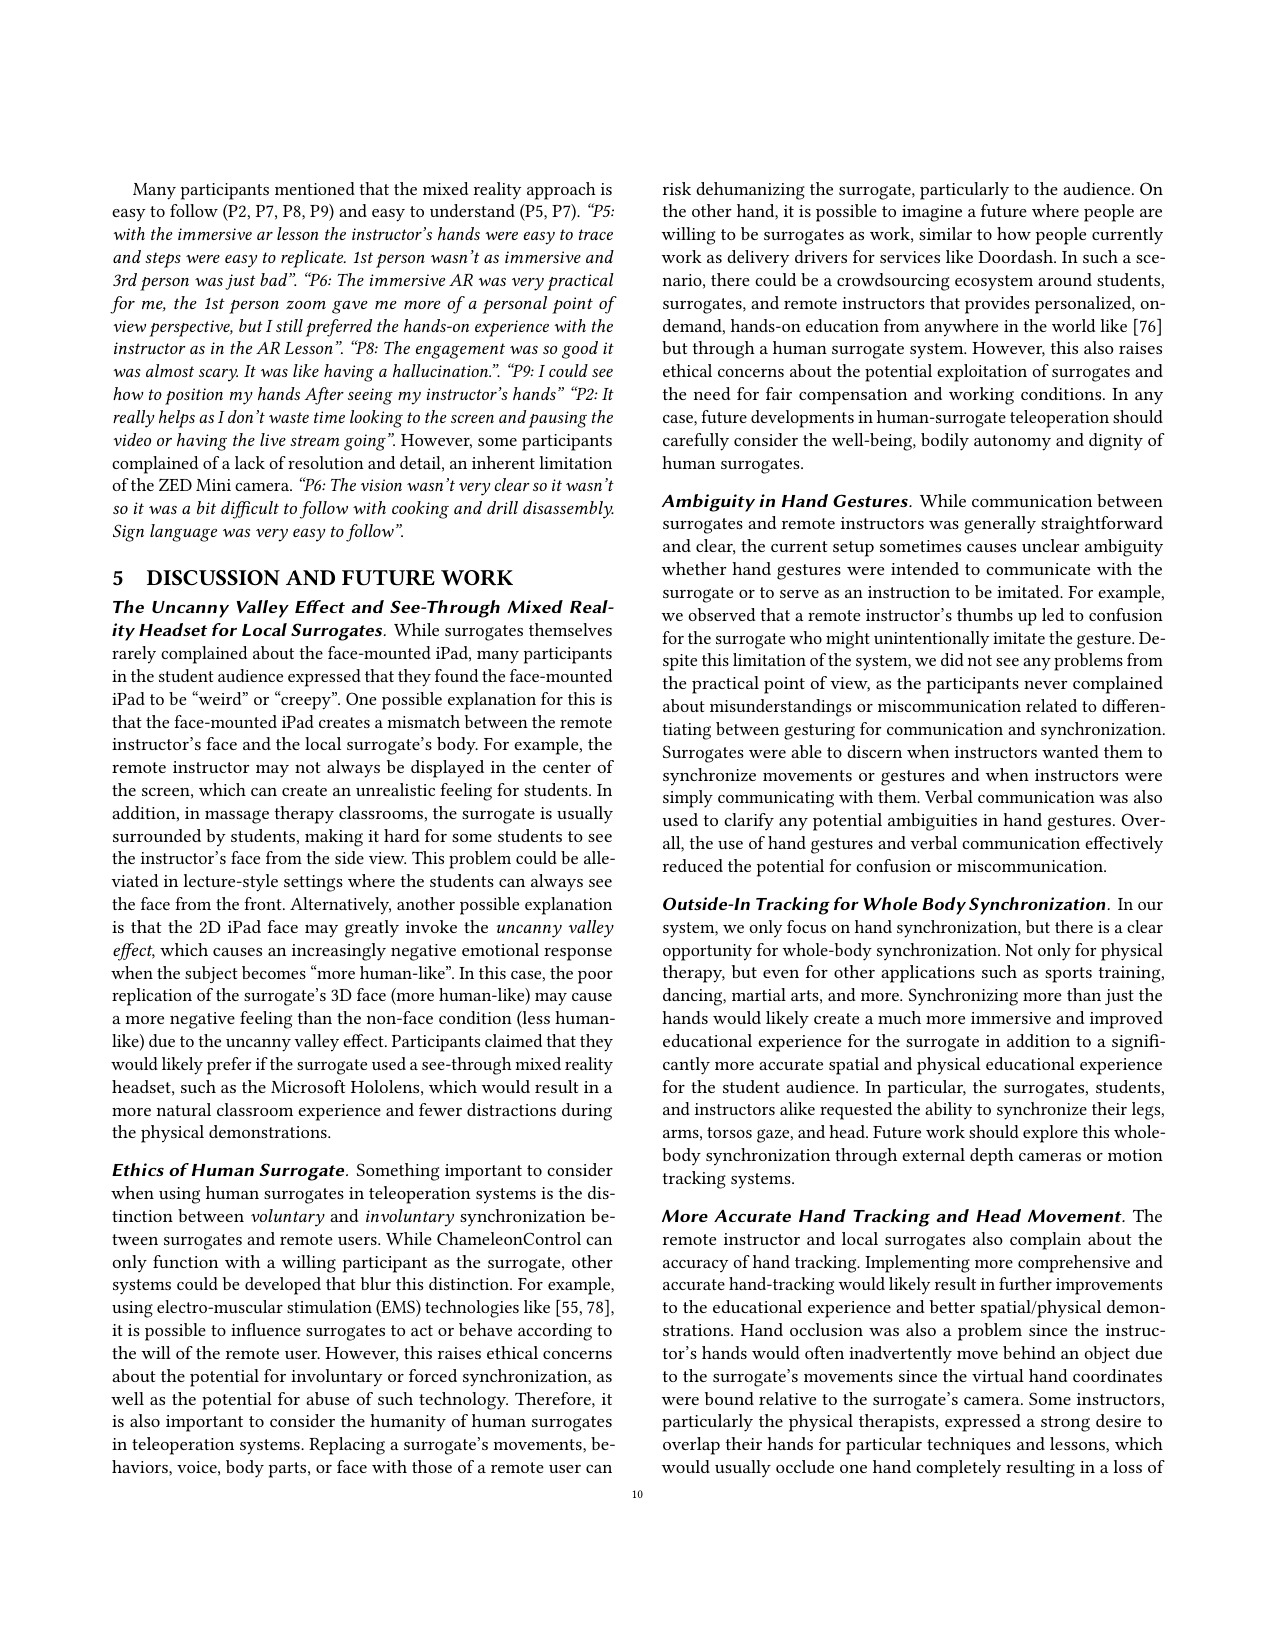 Many participants mentioned that the mixed reality approach is
easy to follow (P2, P7, P8, P9) and easy to understand (P5, P7). “P5:
with the immersive ar lesson the instructor’s hands were easy to trace
and steps were easy to replicate. 1st person wasn’t as immersive and
3rd person was just bad”. “P6: The immersive AR was very practical
for me, the 1st person zoom gave me more of a personal point of
view perspective, but I still preferred the hands-on experience with the
instructor as in the AR Lesson”. “P8: The engagement was so good it
was almost scary. It was like having a hallucination.”. “P9: I could see
how to position my hands After seeing my instructor’s hands” “P2: It
really helps as I don’t waste time looking to the screen and pausing the
video or having the live stream going”. However, some participants
complained of a lack of resolution and detail, an inherent limitation
of the ZED Mini camera. “P6: The vision wasn’t very clear so it wasn’t
so it was a bit difficult to follow with cooking and drill disassembly.
Sign language was very easy to follow”.
5 DISCUSSION AND FUTURE WORK
The Uncanny Valley Effect and See-Through Mixed Real-
ity Headset for Local Surrogates. While surrogates themselves
rarely complained about the face-mounted iPad, many participants
in the student audience expressed that they found the face-mounted
iPad to be “weird” or “creepy”. One possible explanation for this is
that the face-mounted iPad creates a mismatch between the remote
instructor’s face and the local surrogate’s body. For example, the
remote instructor may not always be displayed in the center of
the screen, which can create an unrealistic feeling for students. In
addition, in massage therapy classrooms, the surrogate is usually
surrounded by students, making it hard for some students to see
the instructor’s face from the side view. This problem could be alle-
viated in lecture-style settings where the students can always see
the face from the front. Alternatively, another possible explanation
is that the 2D iPad face may greatly invoke the uncanny valley
effect, which causes an increasingly negative emotional response
when the subject becomes “more human-like”. In this case, the poor
replication of the surrogate’s 3D face (more human-like) may cause
a more negative feeling than the non-face condition (less human-
like) due to the uncanny valley effect. Participants claimed that they
would likely prefer if the surrogate used a see-through mixed reality
headset, such as the Microsoft Hololens, which would result in a
more natural classroom experience and fewer distractions during
the physical demonstrations.
Ethics of Human Surrogate. Something important to consider
when using human surrogates in teleoperation systems is the dis-
tinction between voluntary and involuntary synchronization be-
tween surrogates and remote users. While ChameleonControl can
only function with a willing participant as the surrogate, other
systems could be developed that blur this distinction. For example,
using electro-muscular stimulation (EMS) technologies like [55, 78],
it is possible to influence surrogates to act or behave according to
the will of the remote user. However, this raises ethical concerns
about the potential for involuntary or forced synchronization, as
well as the potential for abuse of such technology. Therefore, it
is also important to consider the humanity of human surrogates
in teleoperation systems. Replacing a surrogate’s movements, be-
haviors, voice, body parts, or face with those of a remote user can
risk dehumanizing the surrogate, particularly to the audience. On
the other hand, it is possible to imagine a future where people are
willing to be surrogates as work, similar to how people currently
work as delivery drivers for services like Doordash. In such a sce-
nario, there could be a crowdsourcing ecosystem around students,
surrogates, and remote instructors that provides personalized, on-
demand, hands-on education from anywhere in the world like [76]
but through a human surrogate system. However, this also raises
ethical concerns about the potential exploitation of surrogates and
the need for fair compensation and working conditions. In any
case, future developments in human-surrogate teleoperation should
carefully consider the well-being, bodily autonomy and dignity of
human surrogates.
Ambiguity in Hand Gestures. While communication between
surrogates and remote instructors was generally straightforward
and clear, the current setup sometimes causes unclear ambiguity
whether hand gestures were intended to communicate with the
surrogate or to serve as an instruction to be imitated. For example,
we observed that a remote instructor’s thumbs up led to confusion
for the surrogate who might unintentionally imitate the gesture. De-
spite this limitation of the system, we did not see any problems from
the practical point of view, as the participants never complained
about misunderstandings or miscommunication related to differen-
tiating between gesturing for communication and synchronization.
Surrogates were able to discern when instructors wanted them to
synchronize movements or gestures and when instructors were
simply communicating with them. Verbal communication was also
used to clarify any potential ambiguities in hand gestures. Over-
all, the use of hand gestures and verbal communication effectively
reduced the potential for confusion or miscommunication.
Outside-In Tracking for Whole Body Synchronization. In our
system, we only focus on hand synchronization, but there is a clear
opportunity for whole-body synchronization. Not only for physical
therapy, but even for other applications such as sports training,
dancing, martial arts, and more. Synchronizing more than just the
hands would likely create a much more immersive and improved
educational experience for the surrogate in addition to a signifi-
cantly more accurate spatial and physical educational experience
for the student audience. In particular, the surrogates, students,
and instructors alike requested the ability to synchronize their legs,
arms, torsos gaze, and head. Future work should explore this whole-
body synchronization through external depth cameras or motion
tracking systems.
More Accurate Hand Tracking and Head Movement. The
remote instructor and local surrogates also complain about the
accuracy of hand tracking. Implementing more comprehensive and
accurate hand-tracking would likely result in further improvements
to the educational experience and better spatial/physical demon-
strations. Hand occlusion was also a problem since the instruc-
tor’s hands would often inadvertently move behind an object due
to the surrogate’s movements since the virtual hand coordinates
were bound relative to the surrogate’s camera. Some instructors,
particularly the physical therapists, expressed a strong desire to
overlap their hands for particular techniques and lessons, which
would usually occlude one hand completely resulting in a loss of
10